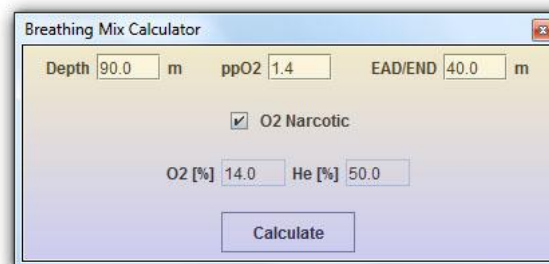 Breathing Mix Calculator
Depth 90.0 m ppO2 1.4 EAD/END 40.0 m
O2 Narcotic
O2 [%] 14.0 He [%] 50.0
Calculate